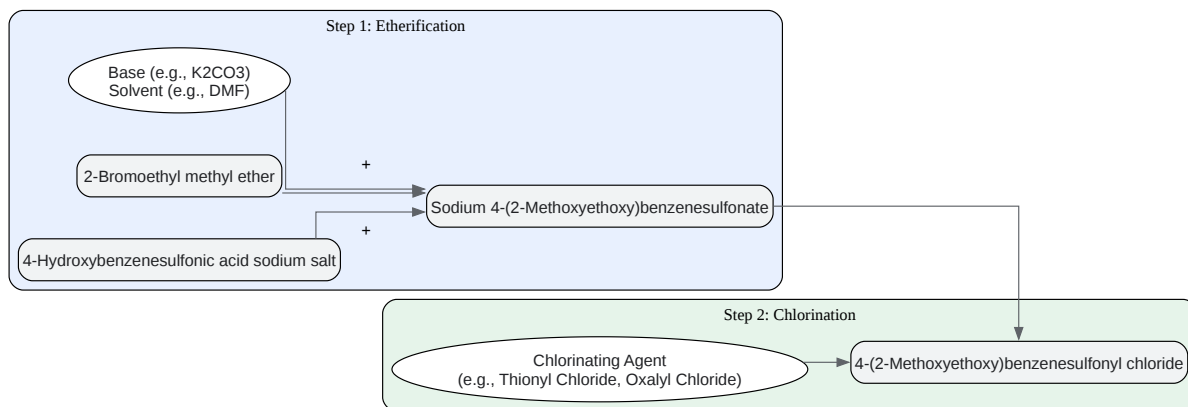 Step 1: Etherification
Base (e.g., K2CO3)
Solvent (e.g., DMF)
+
2-Bromoethyl methyl ether
Sodium 4-(2-Methoxyethoxy)benzenesulfonate
+
4-Hydroxybenzenesulfonic acid sodium salt
Step 2: Chlorination
Chlorinating Agent
(e.g., Thionyl Chloride, Oxalyl Chloride)
4-(2-Methoxyethoxy)benzenesulfonyl chloride